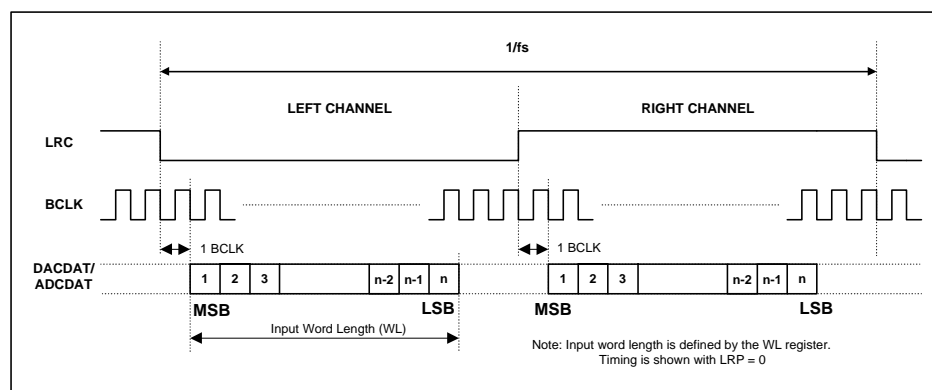 1/fs
LEFT CHANNEL RIGHT CHANNEL
LRC
BCLK
1 BCLK 1 BCLK
DACDAT/
ADCDAT
1 2 3 n-2 n-1 n 1 2 3 n-2 n-1 n
MSB LSB MSB LSB
Input Word Length (WL)
Note: Input word length is defined by the WL register.
Timing is shown with LRP = 0